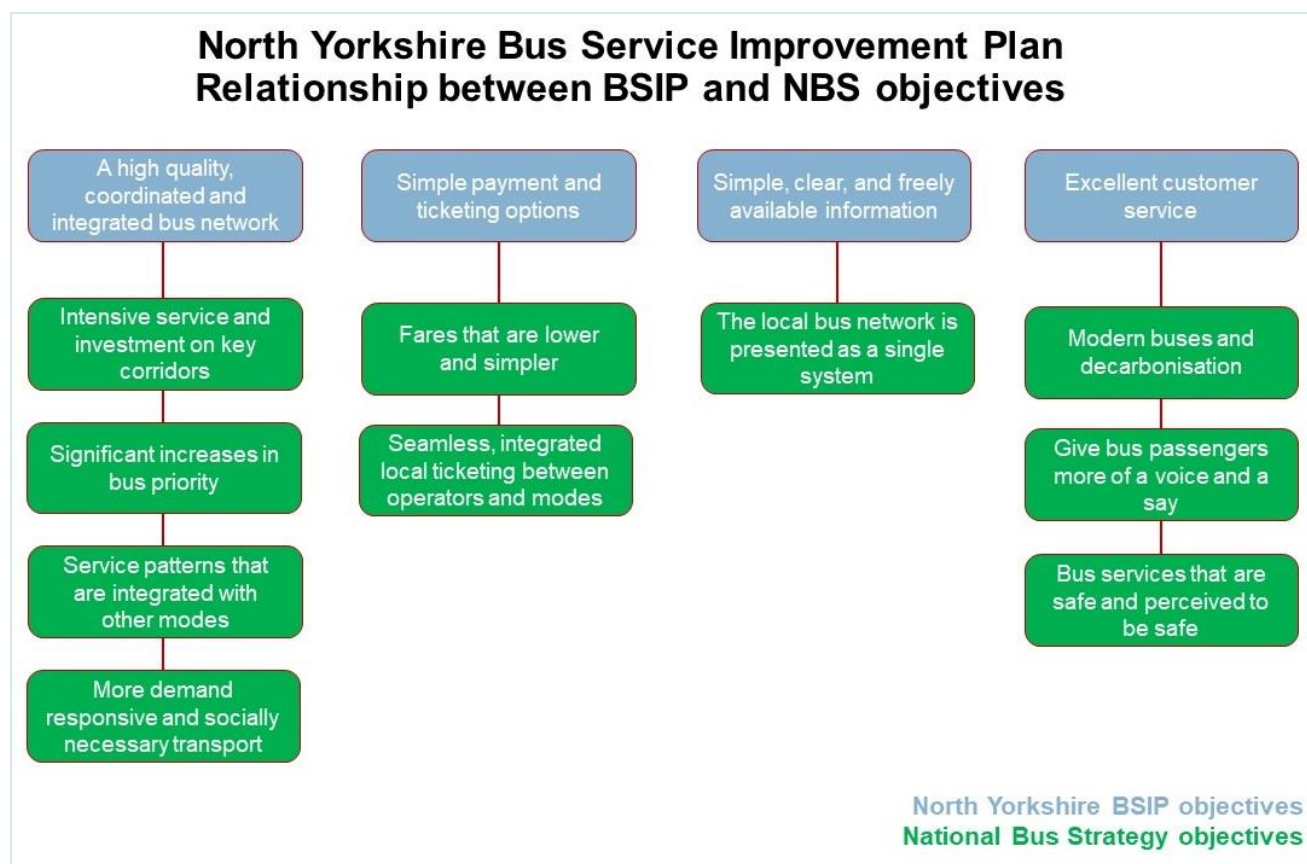 North Yorkshire Bus Service Improvement Plan
Relationship between BSIP and NBS objectives
A high quality,
coordinated and
integrated bus network
Intensive service and
investment on key
corridors
Significant increases in
bus priority
Service patterns that
are integrated with
other modes
More demand
responsive and socially
necessary transport
Simple payment and
ticketing options
Fares that are lower
and simpler
Seamless, integrated
local ticketing between
operators and modes
Simple, clear, and freely
available information
The local bus network is
presented as a single
system
Excellent customer
service
Modern buses and
decarbonisation
Give bus passengers
more of a voice and a
say
Bus services that are
safe and perceived to
be safe
North Yorkshire BSIP objectives
National Bus Strategy objectives